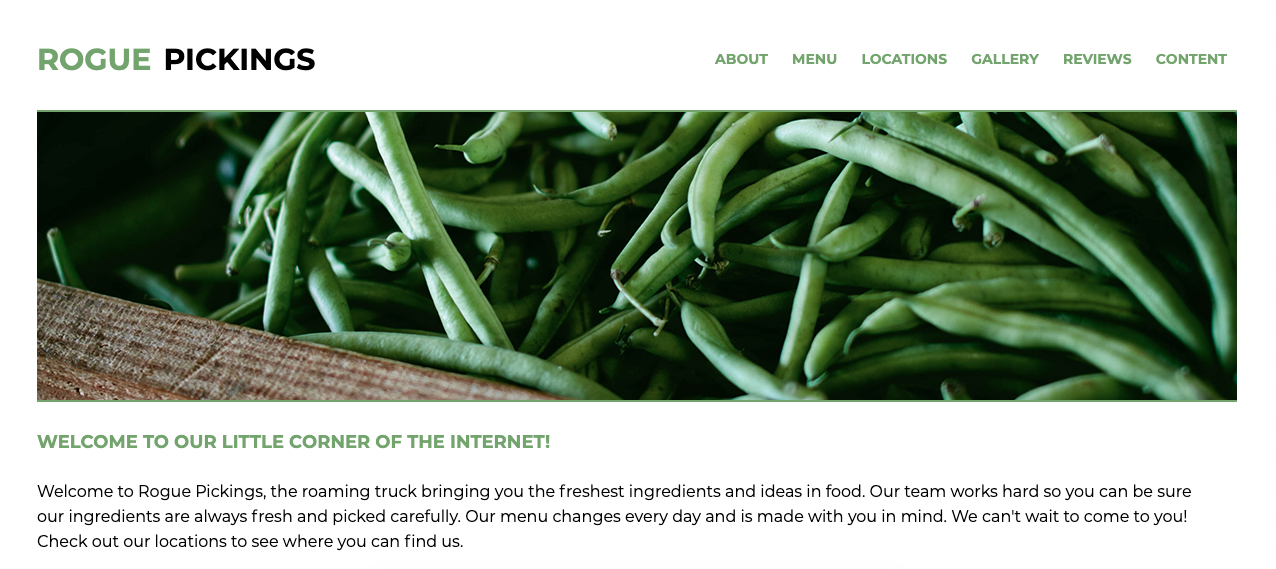 ROGUE PICKINGS
ABOUT MENU LOCATIONS GALLERY REVIEWS CONTENT
WELCOME TO OUR LITTLE CORNER OF THE INTERNET!
Welcome to Rogue Pickings, the roaming truck bringing you the freshest ingredients and ideas in food. Our team works hard so you can be sure
our ingredients are always fresh and picked carefully. Our menu changes every day and is made with you in mind. We can't wait to come to you!
Check out our locations to see where you can find us.